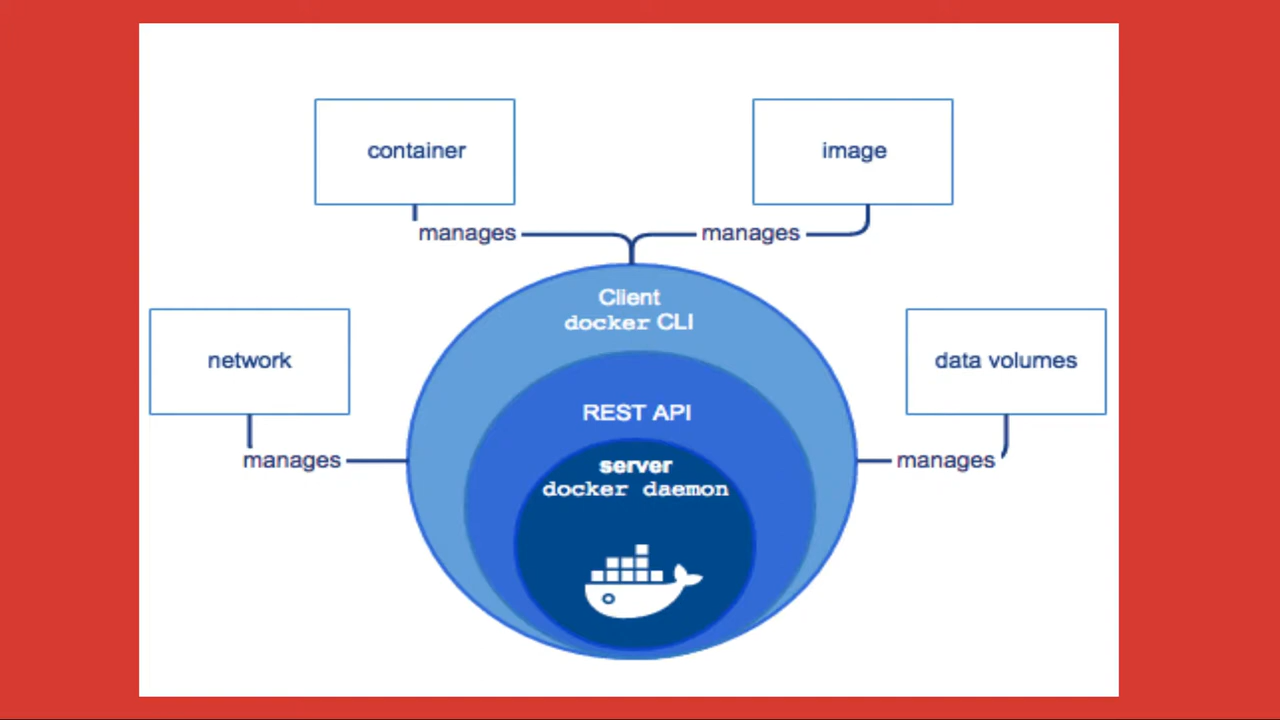 container
image
manages
manages
Client
docker CLI
network
data volumes
REST API
manages
manages
server
docker daemon